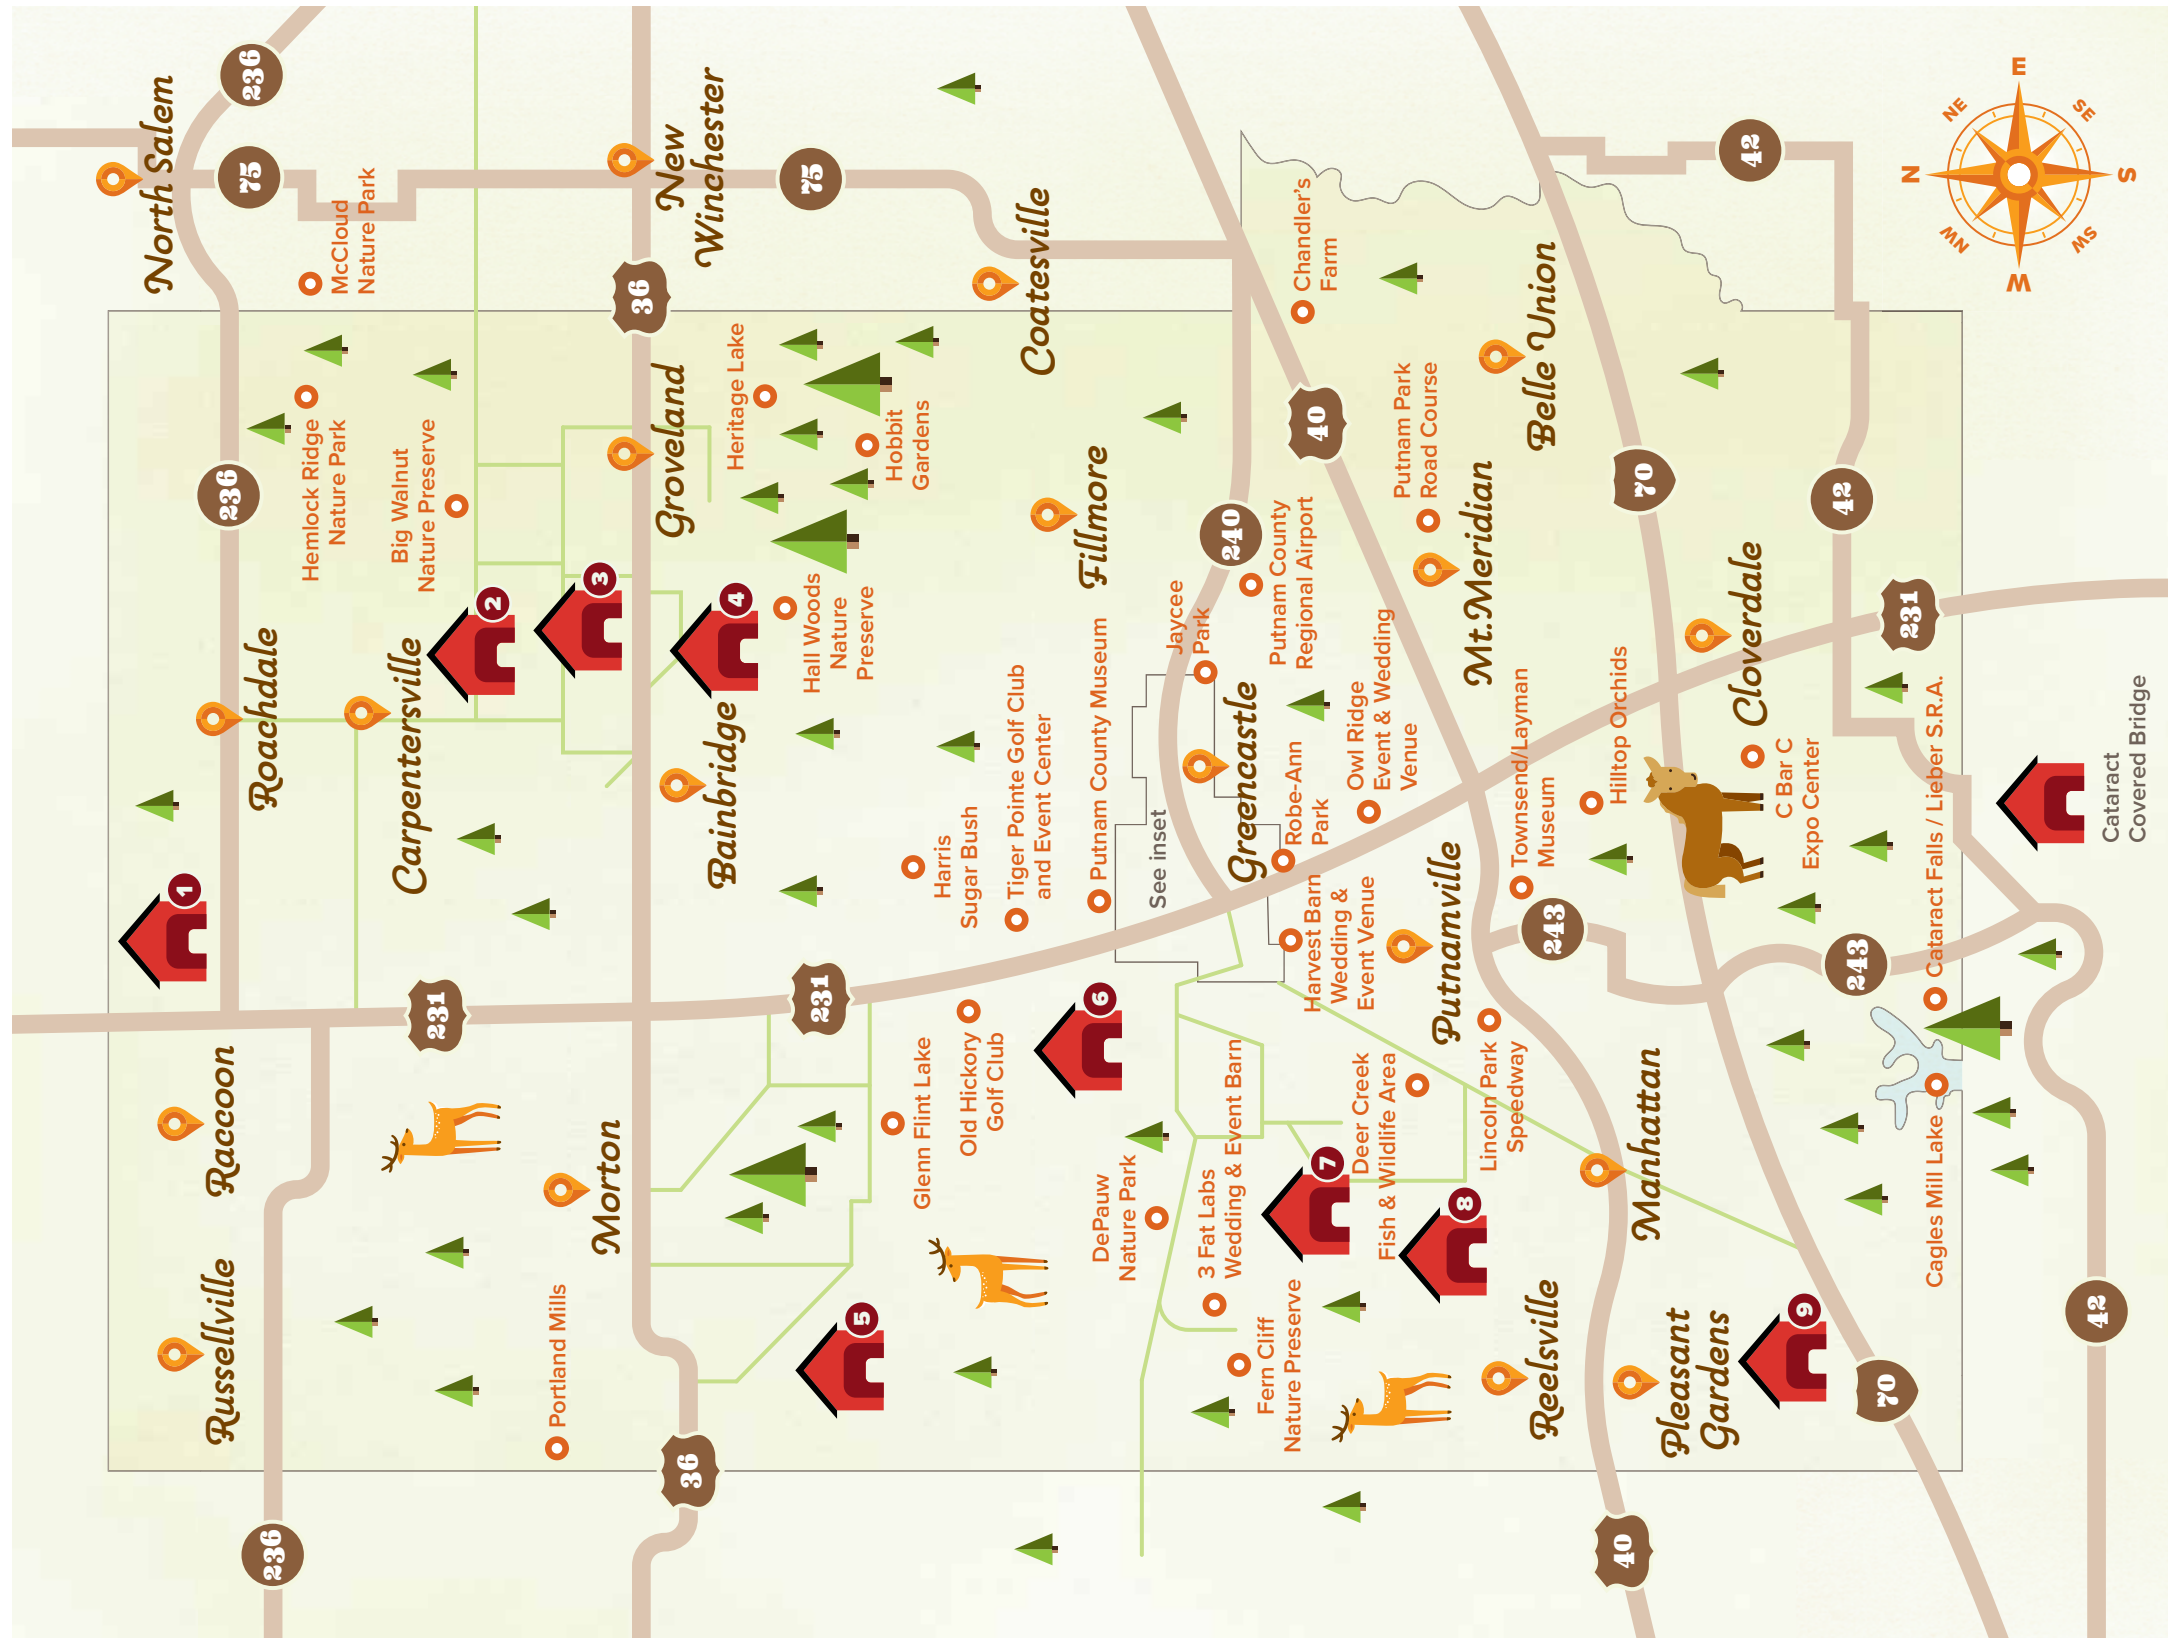 North Salem
236
75
McCloud
Nature Park
New
Winchester
75
36
Coatesville
236
Hemlock Ridge
Nature Park
Big Walnut
Nature Preserve
Groveland
Heritage Lake
Hobbit
Gardens
Fillmore
Roachdale
Carpentersville
1
2
3
4
Bainbridge
Hall Woods
Nature
Preserve
Harris
Sugar Bush
Tiger Pointe Golf Club
and Event Center
Putnam County Museum
Jaycee
Park
240
Putnam County
Regional Airport
See inset
Greencastle
Robe-Ann
Park
Owl Ridge
Event & Wedding
Venue
Harvest Barn
Wedding &
Event Venue
Chandler's
Farm
40
Putnam Park
Road Course
Mt.Meridian
Belle Union
70
42
42
231
Cloverdale
Hilltop Orchids
Townsend/Layman
Museum
C Bar C
Expo Center
Putnamville
243
243
Cataract Falls / Lieber S.R.A.
Cataract
Covered Bridge
231
231
Raccoon
Russellville
236
Morton
Portland Mills
36
5
Glenn Flint Lake
Old Hickory
Golf Club
6
DePauw
Nature Park
3 Fat Labs
Wedding & Event Barn
Fern Cliff
Nature Preserve
7
Deer Creek
Fish & Wildlife Area
8
Lincoln Park
Speedway
Manhattan
Reelsville
Pleasant
Gardens
9
40
70
Cagles Mill Lake
42
N
NE
E
SE
S
SW
W
NW